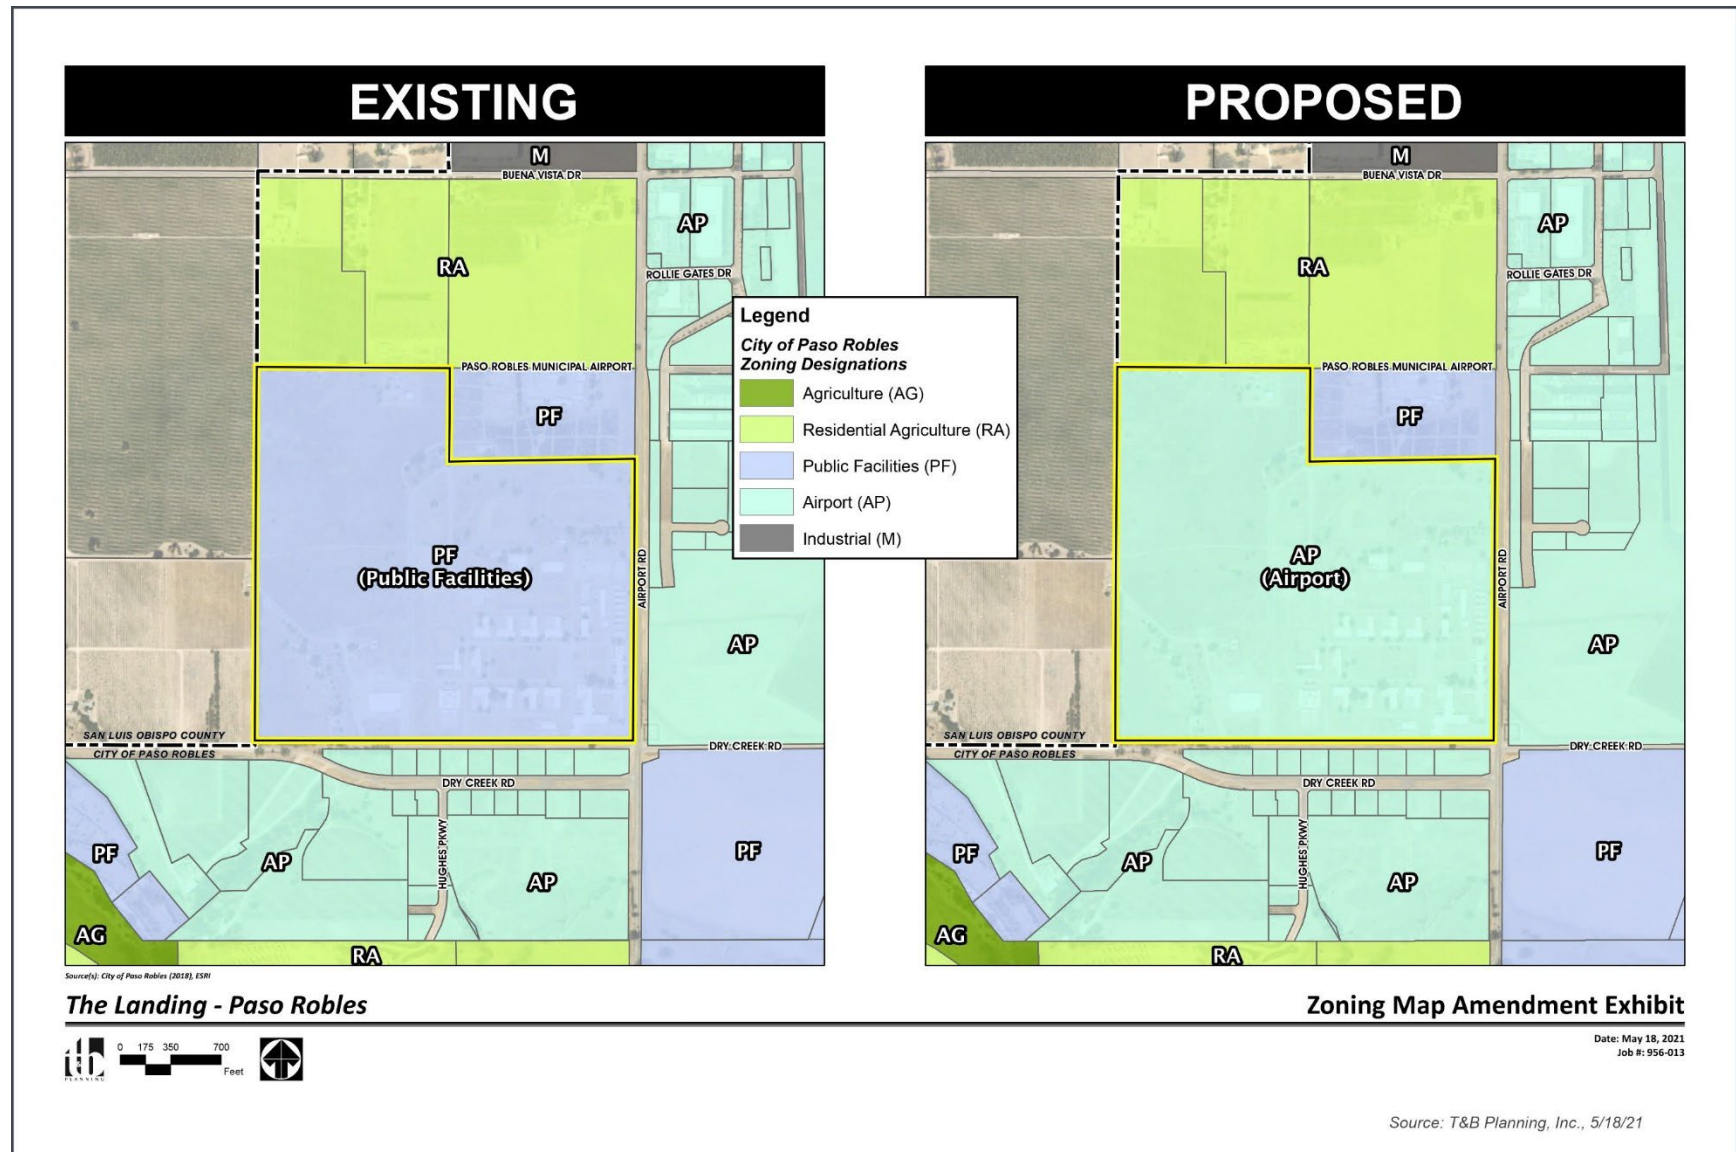 EXISTING
M
BUENA VISTA DR
AP
RA
ROLLIE GATES DR
PASO ROBLES MUNICIPAL AIRPORT
PF
PF
(Public Facilities)
AIRPORT RD
AP
SAN LUIS OBISPO COUNTY
CITY OF PASO ROBLES
DRY CREEK RD
DRY CREEK RD
HUGHES PKWY
PF
AP
AP
PF
AG
RA
Legend
City of Paso Robles
Zoning Designations
Agriculture (AG)
Residential Agriculture (RA)
Public Facilities (PF)
Airport (AP)
Industrial (M)
PROPOSED
M
BUENA VISTA DR
AP
RA
ROLLIE GATES DR
PASO ROBLES MUNICIPAL AIRPORT
PF
AP
(Airport)
AIRPORT RD
AP
SAN LUIS OBISPO COUNTY
CITY OF PASO ROBLES
DRY CREEK RD
DRY CREEK RD
HUGHES PKWY
PF
AP
AP
PF
AG
RA
Source(s): City of Paso Robles (2018), ESRI
The Landing - Paso Robles
Zoning Map Amendment Exhibit
Date: May 18, 2021
Job #: 956-013
tb
PLANNING
0 175 350 700
Feet
Source: T&B Planning, Inc., 5/18/21